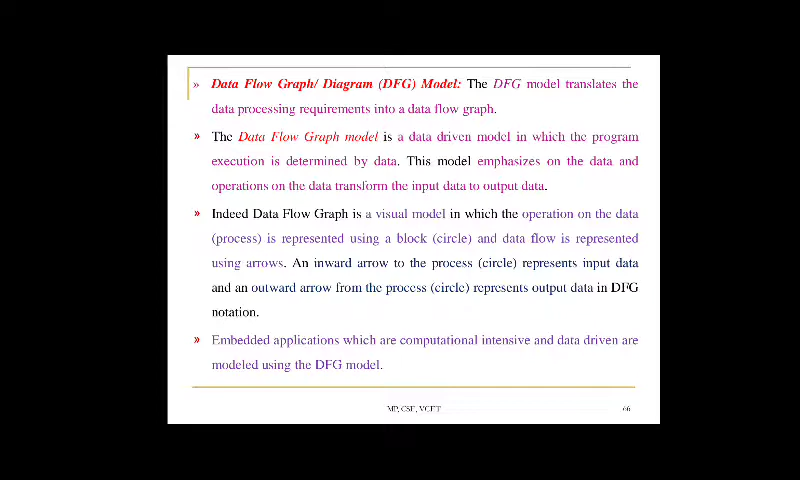 » Data Flow Graph/ Diagram (DFG) Model: The DFG model translates the
data processing requirements into a data flow graph.
» The Data Flow Graph model is a data driven model in which the program
execution is determined by data. This model emphasizes on the data and
operations on the data transform the input data to output data.
» Indeed Data Flow Graph is a visual model in which the operation on the data
(process) is represented using a block (circle) and data flow is represented
using arrows. An inward arrow to the process (circle) represents input data
and an outward arrow from the process (circle) represents output data in DFG
notation.
» Embedded applications which are computational intensive and data driven are
modeled using the DFG model.
MP, CSE, VCET 66